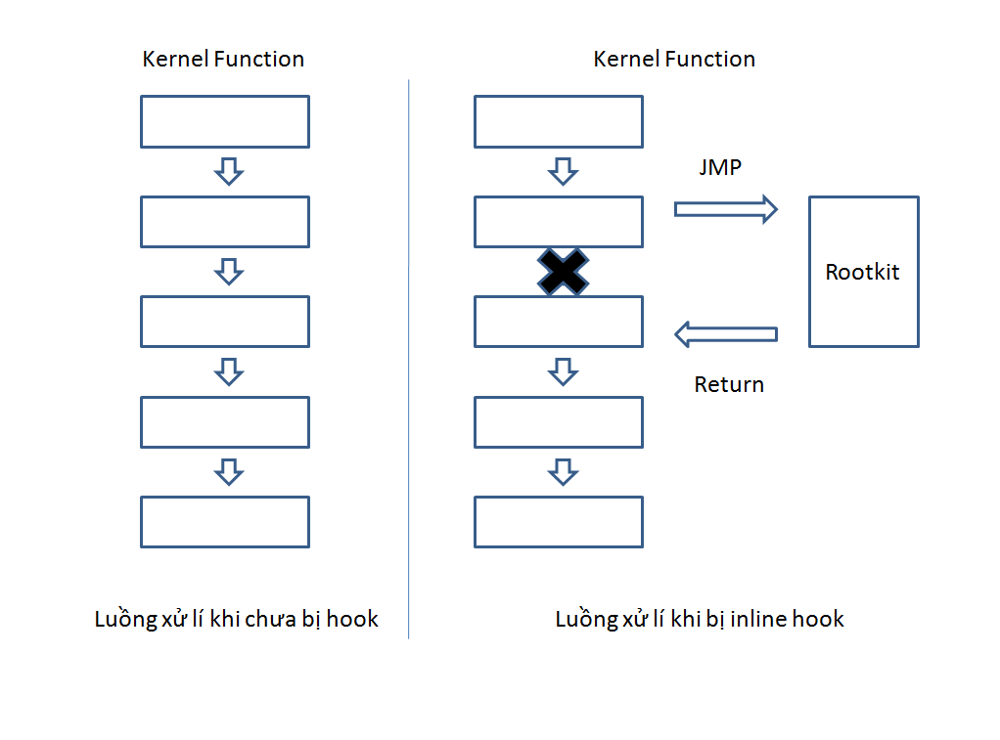 Kernel Function
Kernel Function
JMP
Rootkit
Return
Luồng xử lí khi chưa bị hook
Luồng xử lí khi bị inline hook